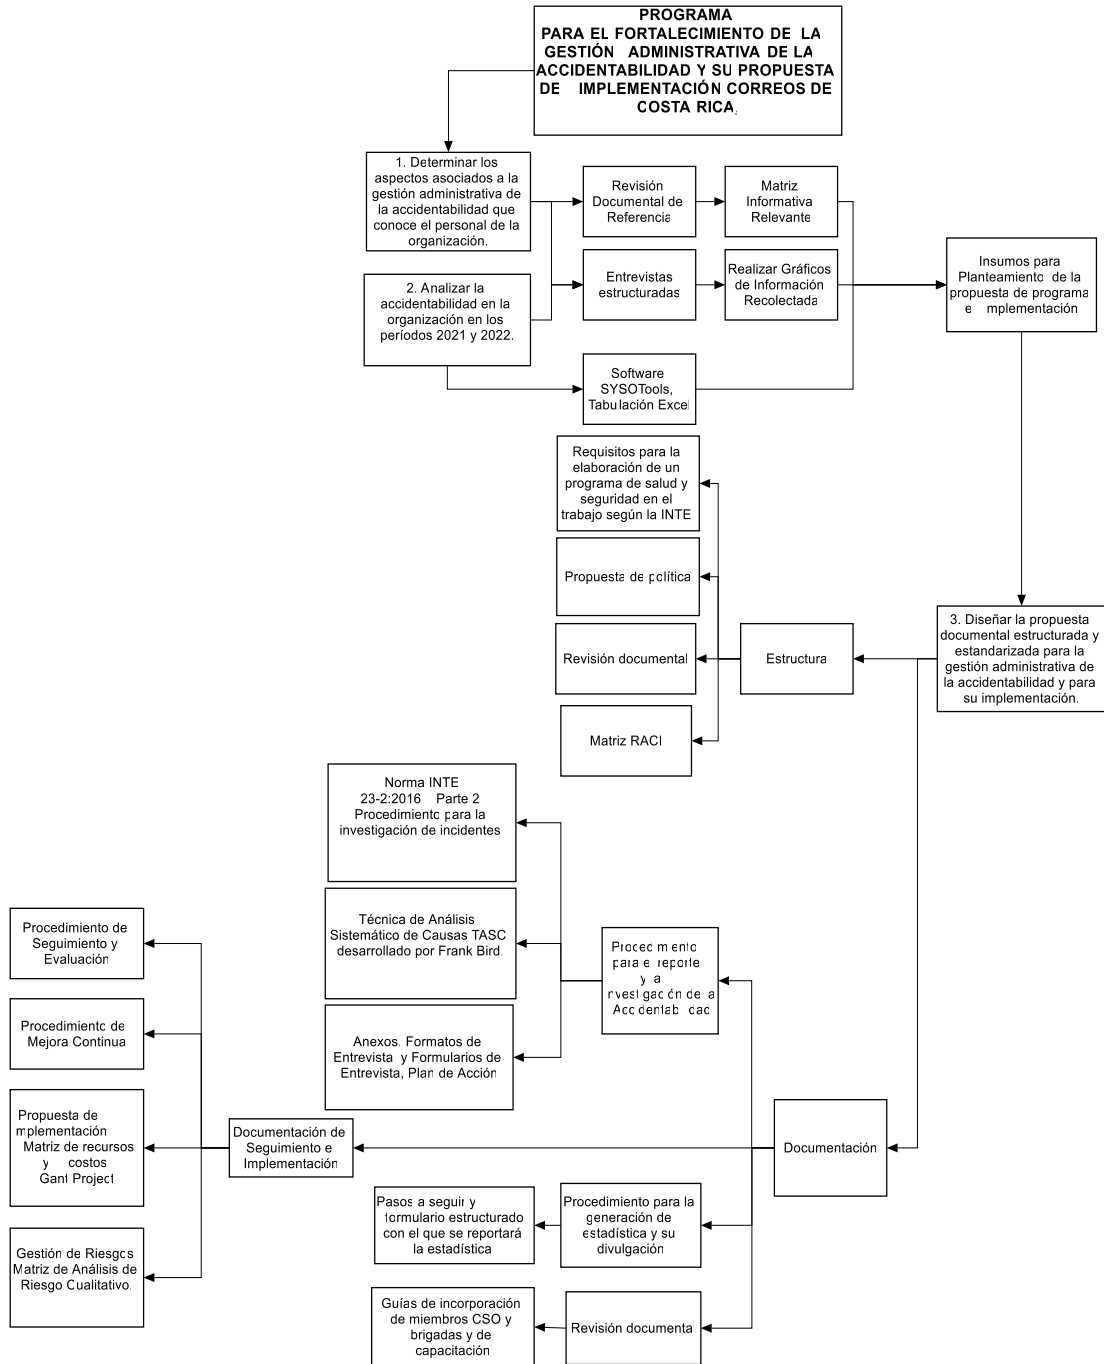 PROGRAMA
PARA EL FORTALECIMIENTO DE LA
GESTIÓN ADMINISTRATIVA DE LA
ACCIDENTABILIDAD Y SU PROPUESTA
DE IMPLEMENTACIÓN CORREOS DE
COSTA RICA.
1. Determinar los
aspectos asociados a la
gestión administrativa de
la accidentabilidad que
conoce el personal de la
organización.
Revisión
Documental de
Referencia
Matriz
Informativa
Relevante
2. Analizar la
accidentabilidad en la
organización en los
períodos 2021 y 2022.
Entrevistas
estructuradas
Realizar Gráficos
de Información
Recolectada
Insumos para
Planteamiento de la
propuesta de programa
e mplementación
Software
SYSOTools,
Tabulación Excel
Requisitos para la
elaboración de un
programa de salud y
seguridad en el
trabajo según la INTE
Propuesta de política
Revisión documental
Matriz RACI
Estructura
3. Diseñar la propuesta
documental estructurada y
estandarizada para la
gestión administrativa de
la accidentabilidad y para
su implementación.
Norma INTE
23-2:2016 Parte 2
Procedimiento para la
investigación de incidentes
Técnica de Análisis
Sistemático de Causas TASC
desarrollado por Frank Bird.
Anexos. Formatos de
Entrevista y Formularios de
Entrevista, Plan de Acción
Procedimiento
para el reporte
y la
nvestigación de la
Accidentabilidad
Procedimiento de
Seguimiento y
Evaluación
Procedimiento de
Mejora Continua
Propuesta de
mplementación
Matriz de recursos
y costos
Gant Project
Gestión de Riesgos
Matriz de Análisis de
Riesgo Cualitativo.
Documentación de
Seguimiento e
Implementación
Documentación
Pasos a seguir y
formulario estructurado
con el que se reportará
la estadística
Procedimiento para la
generación de
estadística y su
divulgación
Guías de incorporación
de miembros CSO y
brigadas y de
capacitación
Revisión documental